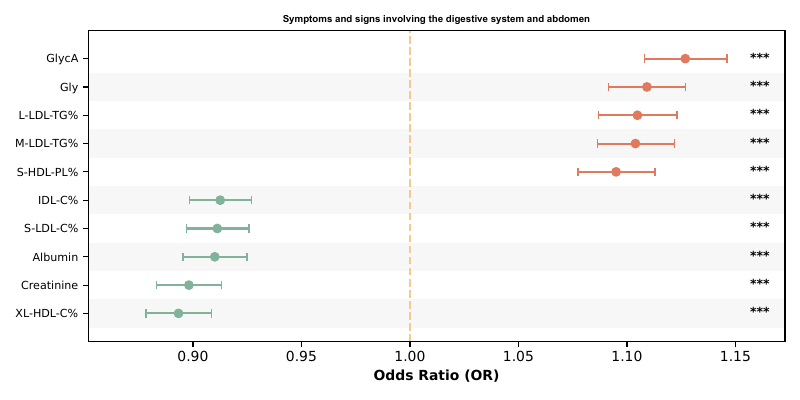 Symptoms and signs involving the digestive system and abdomen
GlycA ***
Gly ***
L-LDL-TG% ***
M-LDL-TG% ***
S-HDL-PL% ***
IDL-C% ***
S-LDL-C% ***
Albumin ***
Creatinine ***
XL-HDL-C% ***
0.90 0.95 1.00 1.05 1.10 1.15
Odds Ratio (OR)